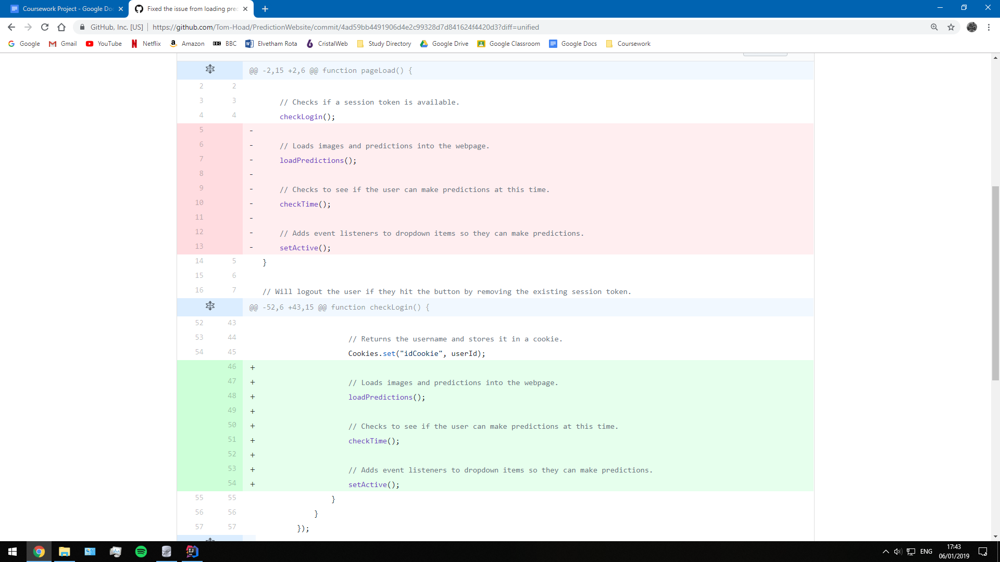 Coursework Project - Google Do
Fixed the issue from loading pred
GitHub, Inc. [US] | https://github.com/Tom-Hoad/PredictionWebsite/commit/4ad59bb4491906d4e2c99328d7d841624f4420d3?diff=unified
Google Gmail YouTube Netflix Amazon BBC Elvetham Rota CristalWeb Study Directory Google Drive Google Classroom Google Docs Coursework
@@ -2,15 +2,6 @@ function pageLoad() {
2 2
3 3 // Checks if a session token is available.
4 4 checkLogin();
5 -
6 - // Loads images and predictions into the webpage.
7 - loadPredictions();
8 -
9 - // Checks to see if the user can make predictions at this time.
10 - checkTime();
11 -
12 - // Adds event listeners to dropdown items so they can make predictions.
13 - setActive();
14 5 }
15 6
16 7 // Will logout the user if they hit the button by removing the existing session token.
@@ -52,6 +43,15 @@ function checkLogin() {
52 43
53 44 // Returns the username and stores it in a cookie.
54 45 Cookies.set("idCookie", userId);
46 +
47 + // Loads images and predictions into the webpage.
48 + loadPredictions();
49 +
50 + // Checks to see if the user can make predictions at this time.
51 + checkTime();
52 +
53 + // Adds event listeners to dropdown items so they can make predictions.
54 + setActive();
55 55 }
56 56 }
57 57 });
ENG
17:43
06/01/2019